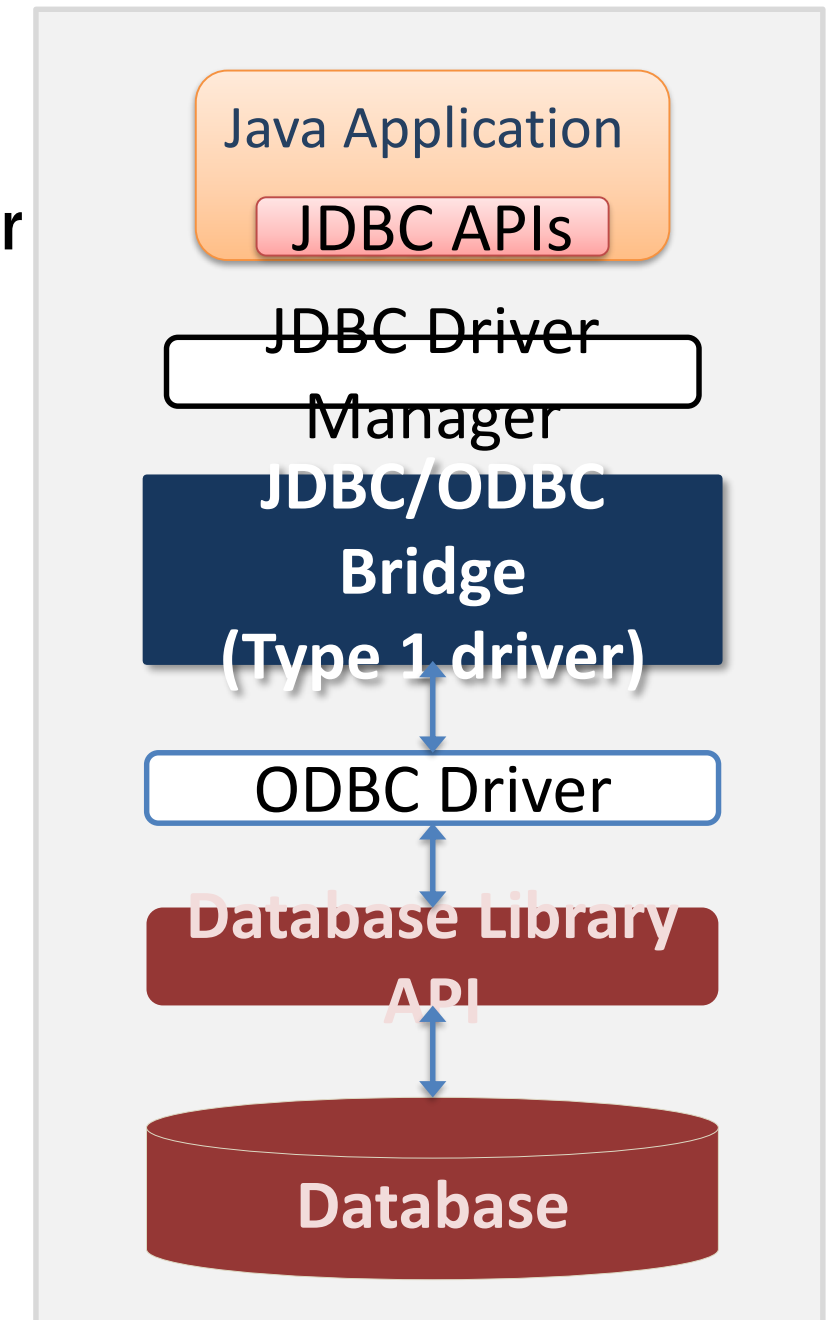 Java Application
r
JDBC APIs
JDBC Driver
Manager
JDBC/ODBC
Bridge
(Type 1 driver)
ODBC Driver
Database Library
API
Database